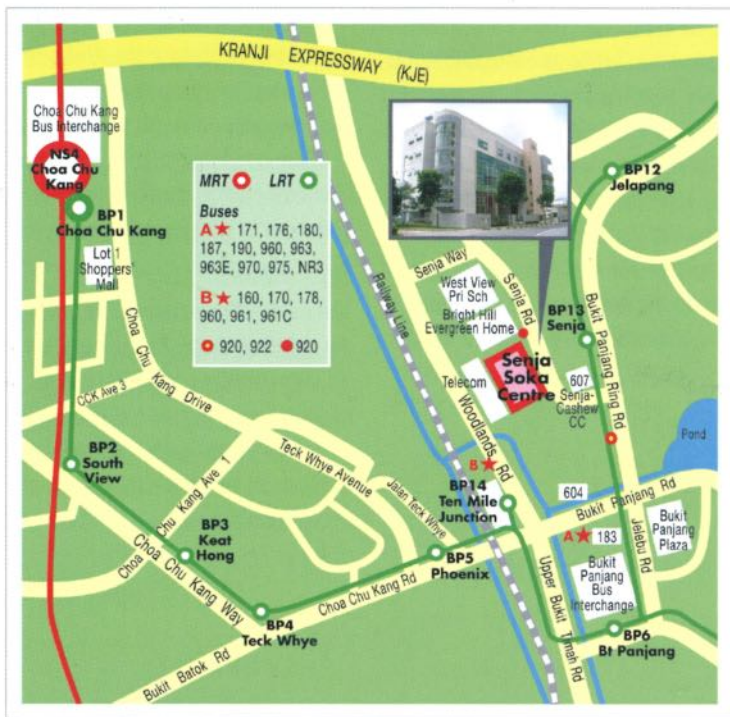 KRANJI EXPRESSWAY (KJE)
Choa Chu Kang
Bus Interchange
NS4
Choa Chu
Kang
BP1
Choa Chu Kang
Lot 1
Shoppers'
Mall
MRT LRT
Buses
A ★ 171, 176, 180,
187, 190, 960, 963,
963E, 970, 975, NR3
B ★ 160, 170, 178,
960, 961, 961C
920, 922 920
Railway Line
BP12
Jelapang
Senja Way
Senja Rd
West View
Pri Sch
Bright Hill
Evergreen Home
BP13
Senja
Bukit Panjang Ring Rd
Senja
Soka
Centre
Telecom
607
Senja-
Cashew
CC
Woodlands Rd
Choa Chu Kang Drive
CCK Ave 3
Teck Whye Avenue
Jalan Teck Whye
Choa Chu Kang Ave 1
BP2
South
View
BP3
Keat
Hong
Choa Chu Kang Way
BP4
Teck Whye
Bukit Batok Rd
Choa Chu Kang Rd
BP5
Phoenix
B ★
BP14
Ten Mile
Junction
604
Bukit Panjang Rd
Pond
A ★ 183
Bukit
Panjang
Plaza
Jelebu Rd
Bukit
Panjang
Bus
Interchange
Upper Bukit Timah Rd
BP6
Bt Panjang